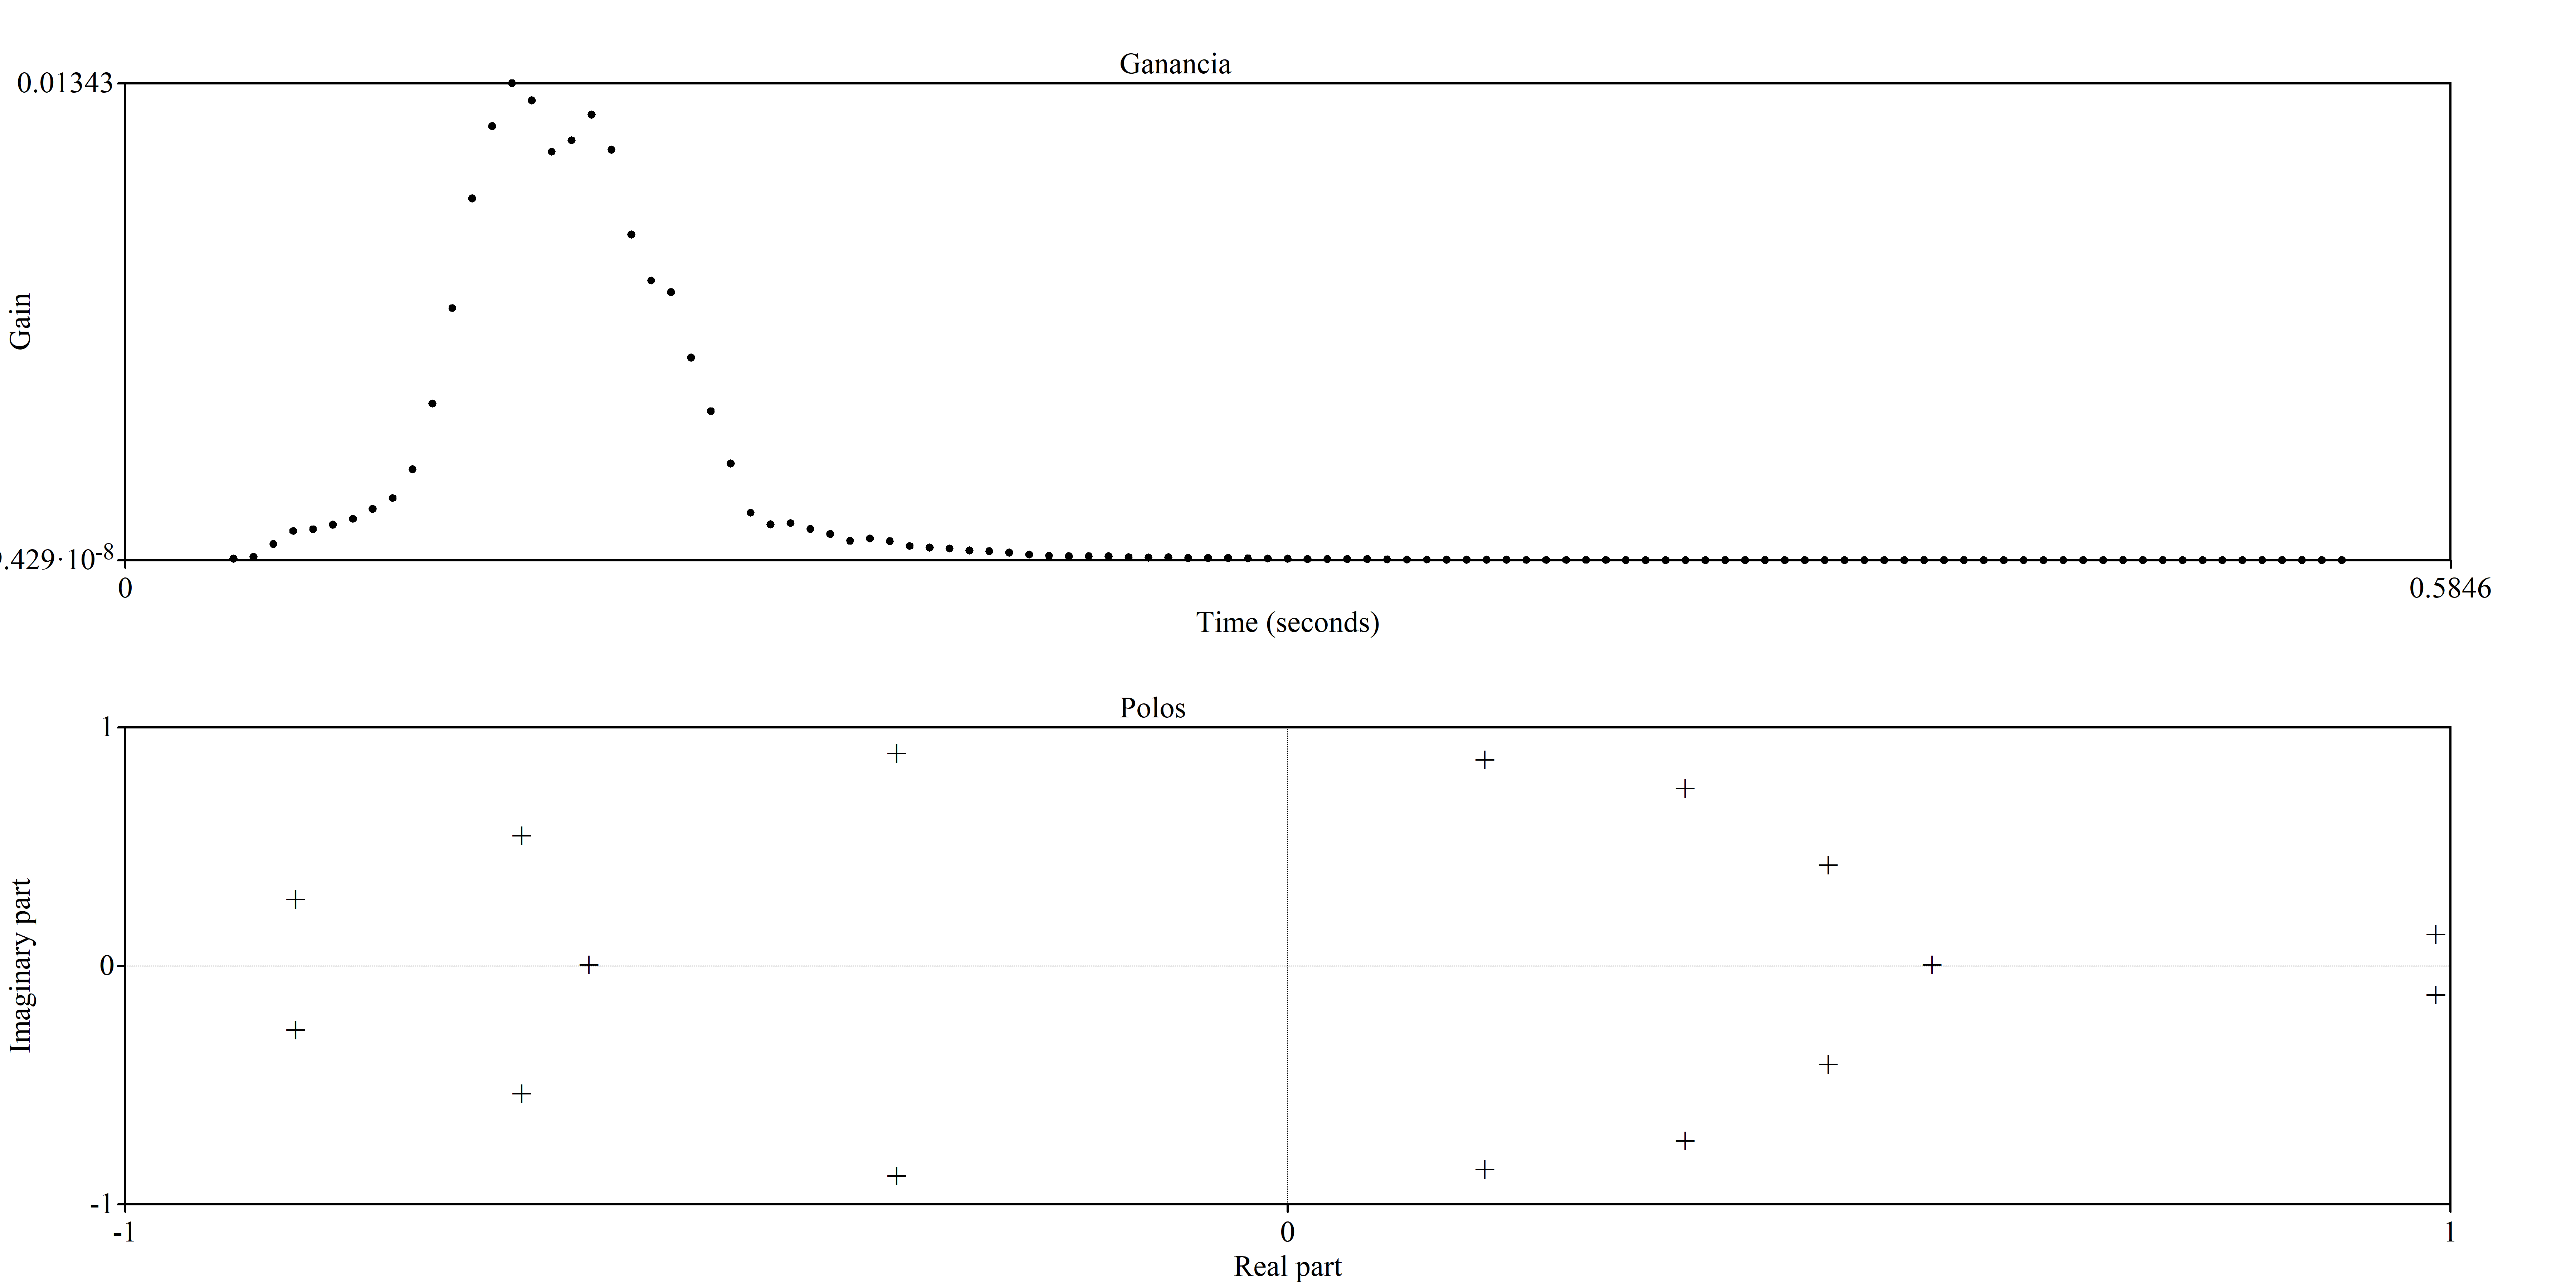 Ganancia
0.01343
Gain
.429·10-8
0
0.5846
Time (seconds)
Polos
1
Imaginary part
0
-1
-1
0
1
Real part